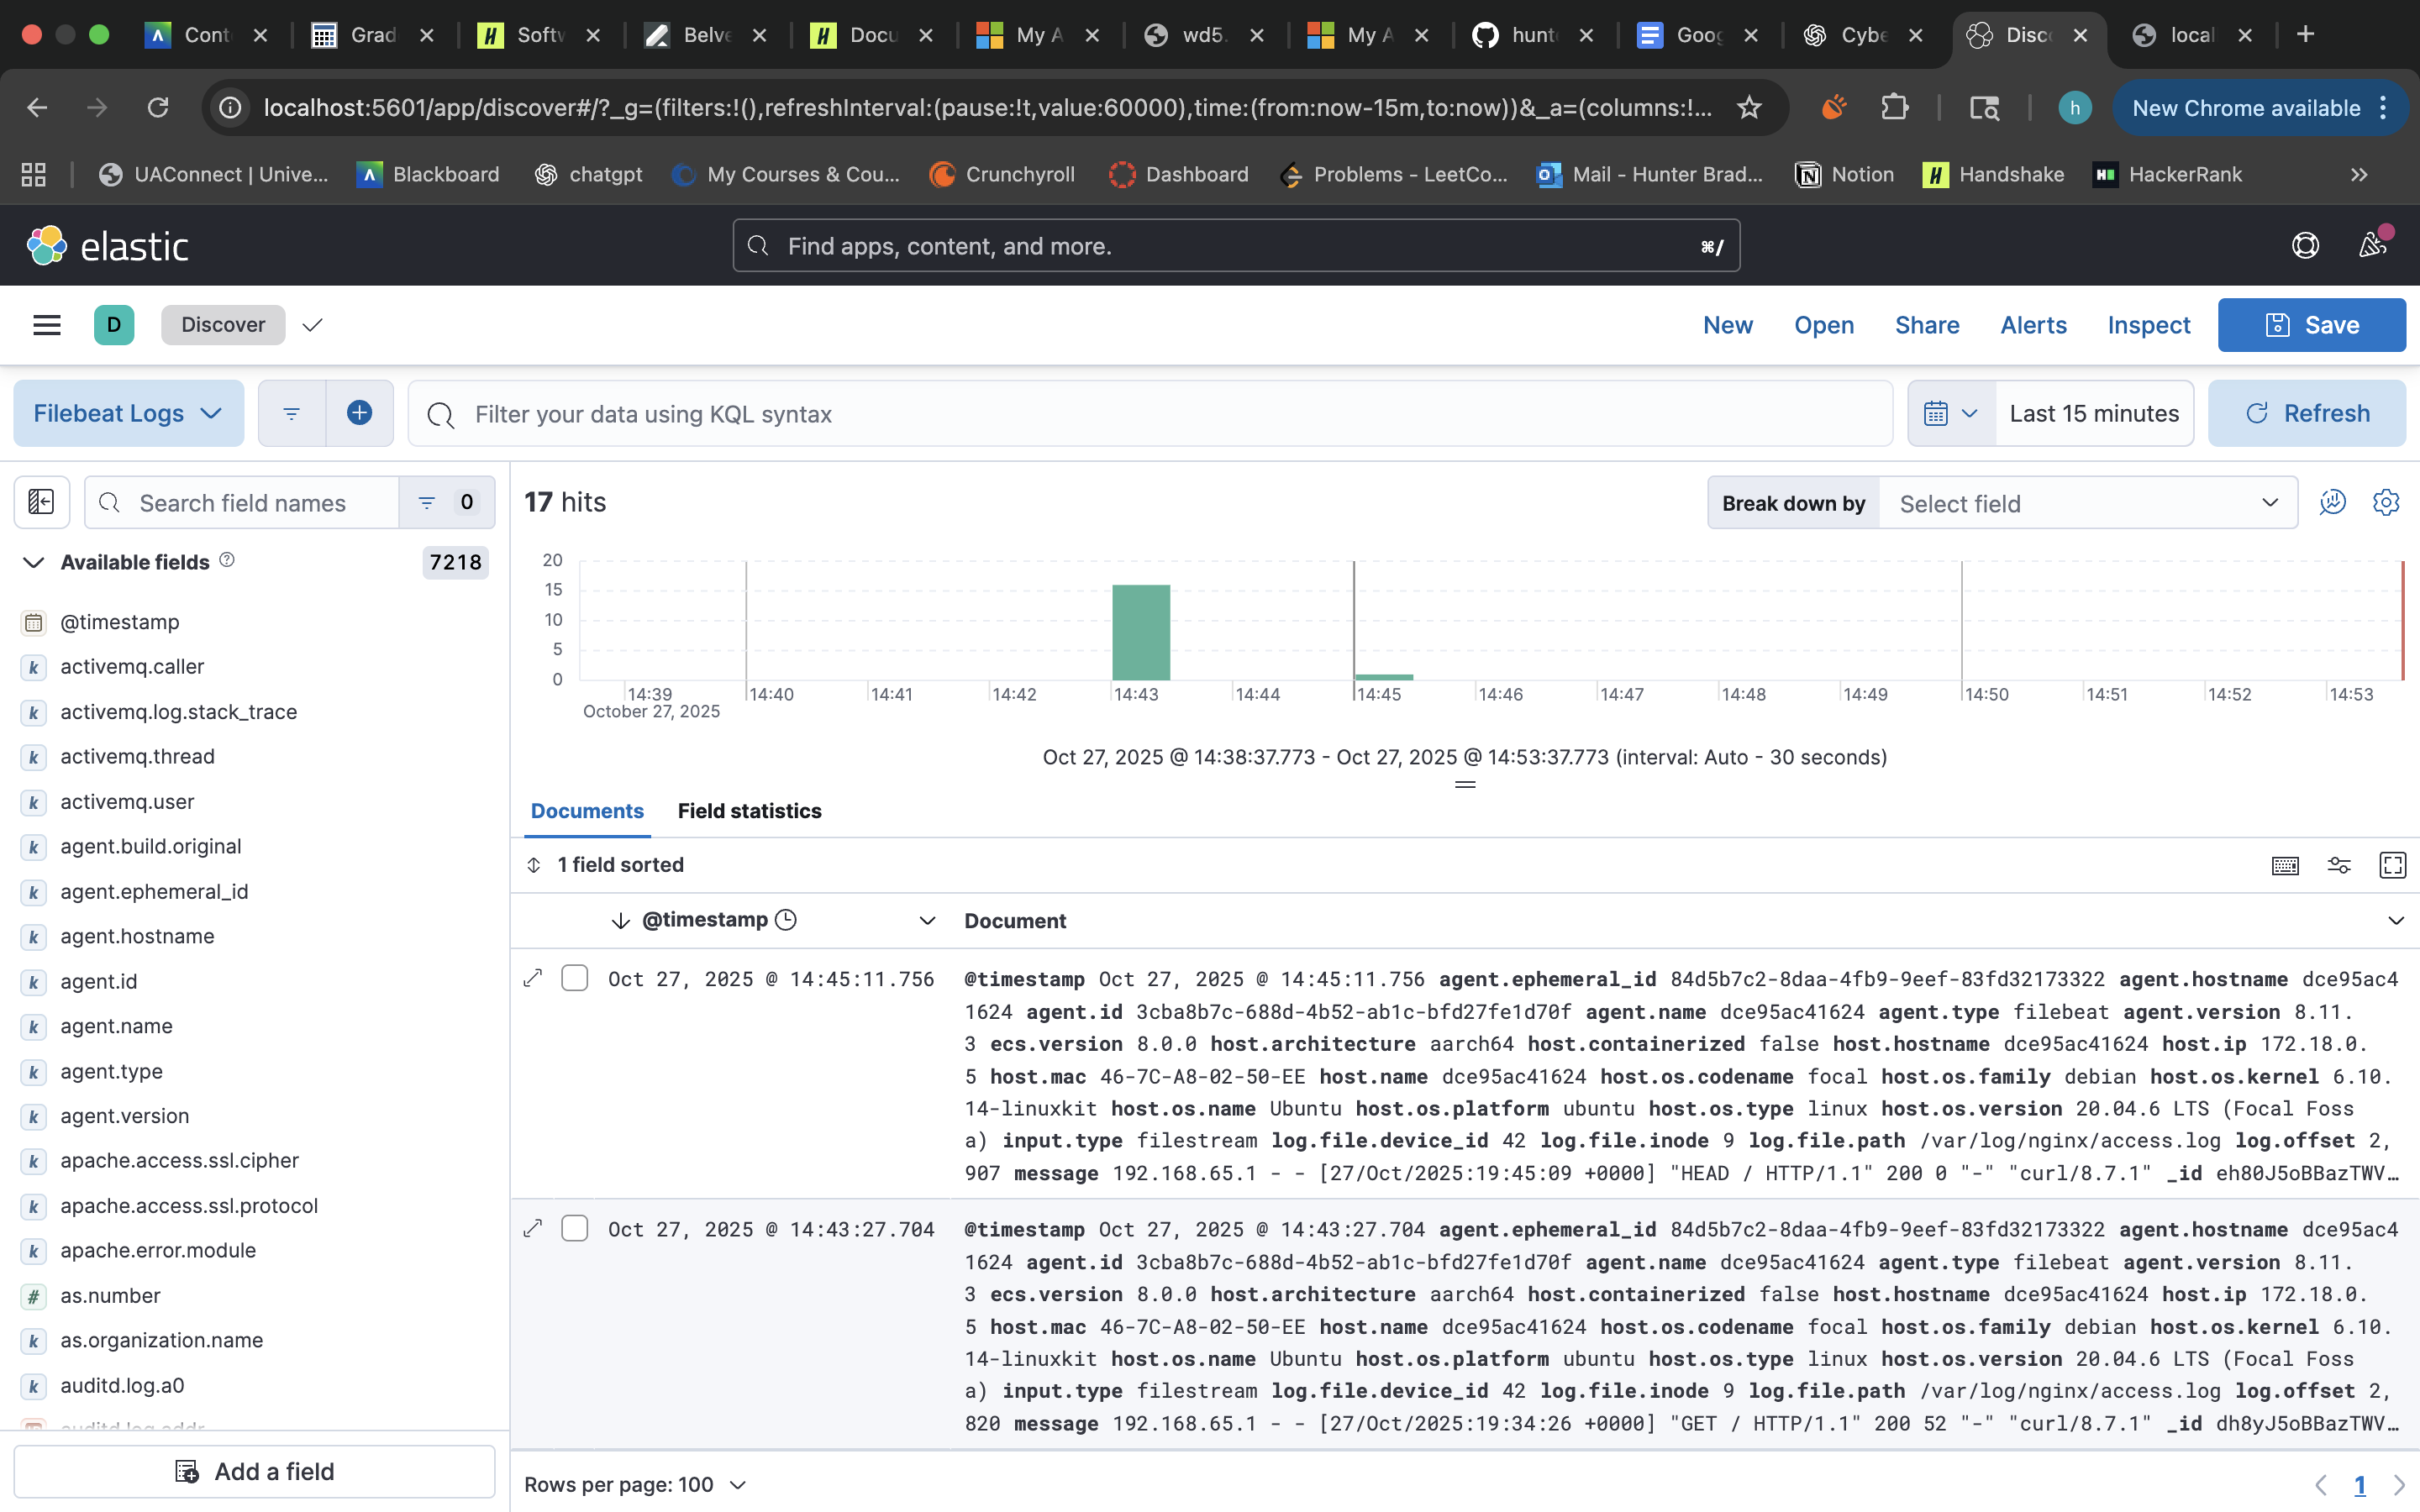 Cont
Grad
Softw
Belve
Docu
My A
wd5.
My A
hunt
Goog
Cybe
Disc
local
localhost:5601/app/discover#/?_g=(filters:!(),refreshInterval:(pause:!t,value:60000),time:(from:now-15m,to:now))&_a=(columns:!...
h
New Chrome available
UAConnect | Unive...
Blackboard
chatgpt
My Courses & Cou...
Crunchyroll
Dashboard
Problems - LeetCo...
Mail - Hunter Brad...
Notion
Handshake
HackerRank
elastic
Find apps, content, and more.
⌘/
D
Discover
New
Open
Share
Alerts
Inspect
Save
Filebeat Logs
Filter your data using KQL syntax
Last 15 minutes
Refresh
Search field names
0
17 hits
Break down by
Select field
Available fields
7218
@timestamp
activemq.caller
activemq.log.stack_trace
activemq.thread
activemq.user
agent.build.original
agent.ephemeral_id
agent.hostname
agent.id
agent.name
agent.type
agent.version
apache.access.ssl.cipher
apache.access.ssl.protocol
apache.error.module
as.number
as.organization.name
auditd.log.a0
auditd.log.addr
Add a field
20
15
10
5
0
14:39
14:40
14:41
14:42
14:43
14:44
14:45
14:46
14:47
14:48
14:49
14:50
14:51
14:52
14:53
October 27, 2025
Oct 27, 2025 @ 14:38:37.773 - Oct 27, 2025 @ 14:53:37.773 (interval: Auto - 30 seconds)
Documents
Field statistics
1 field sorted
@timestamp
Document
Oct 27, 2025 @ 14:45:11.756
@timestamp Oct 27, 2025 @ 14:45:11.756 agent.ephemeral_id 84d5b7c2-8daa-4fb9-9eef-83fd32173322 agent.hostname dce95ac4
1624 agent.id 3cba8b7c-688d-4b52-ab1c-bfd27fe1d70f agent.name dce95ac41624 agent.type filebeat agent.version 8.11.
3 ecs.version 8.0.0 host.architecture aarch64 host.containerized false host.hostname dce95ac41624 host.ip 172.18.0.
5 host.mac 46-7C-A8-02-50-EE host.name dce95ac41624 host.os.codename focal host.os.family debian host.os.kernel 6.10.
14-linuxkit host.os.name Ubuntu host.os.platform ubuntu host.os.type linux host.os.version 20.04.6 LTS (Focal Foss
a) input.type filestream log.file.device_id 42 log.file.inode 9 log.file.path /var/log/nginx/access.log log.offset 2,
907 message 192.168.65.1 - - [27/Oct/2025:19:45:09 +0000] "HEAD / HTTP/1.1" 200 0 "-" "curl/8.7.1" _id eh80J5oBBazTWV…
Oct 27, 2025 @ 14:43:27.704
@timestamp Oct 27, 2025 @ 14:43:27.704 agent.ephemeral_id 84d5b7c2-8daa-4fb9-9eef-83fd32173322 agent.hostname dce95ac4
1624 agent.id 3cba8b7c-688d-4b52-ab1c-bfd27fe1d70f agent.name dce95ac41624 agent.type filebeat agent.version 8.11.
3 ecs.version 8.0.0 host.architecture aarch64 host.containerized false host.hostname dce95ac41624 host.ip 172.18.0.
5 host.mac 46-7C-A8-02-50-EE host.name dce95ac41624 host.os.codename focal host.os.family debian host.os.kernel 6.10.
14-linuxkit host.os.name Ubuntu host.os.platform ubuntu host.os.type linux host.os.version 20.04.6 LTS (Focal Foss
a) input.type filestream log.file.device_id 42 log.file.inode 9 log.file.path /var/log/nginx/access.log log.offset 2,
820 message 192.168.65.1 - - [27/Oct/2025:19:34:26 +0000] "GET / HTTP/1.1" 200 52 "-" "curl/8.7.1" _id dh8yJ5oBBazTWV…
Rows per page: 100
1